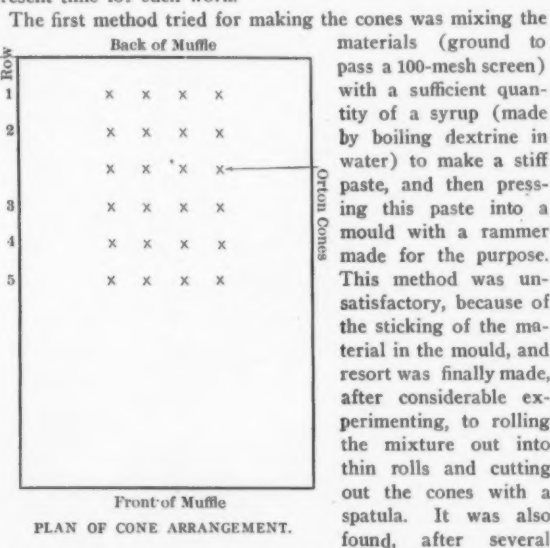 The first method tried for making the cones was mixing the
Back of Muffle
Row
1 x x x x
2 x x x x
x x x x
3 x x x x
4 x x x x
5 x x x x
Orton Cones
Front of Muffle
PLAN OF CONE ARRANGEMENT.
materials (ground to
pass a 100-mesh screen)
with a sufficient quan-
tity of a syrup (made
by boiling dextrine in
water) to make a stiff
paste, and then press-
ing this paste into a
mould with a rammer
made for the purpose.
This method was un-
satisfactory, because of
the sticking of the ma-
terial in the mould, and
resort was finally made,
after considerable ex-
perimenting, to rolling
the mixture out into
thin rolls and cutting
out the cones with a
spatula. It was also
found, after several